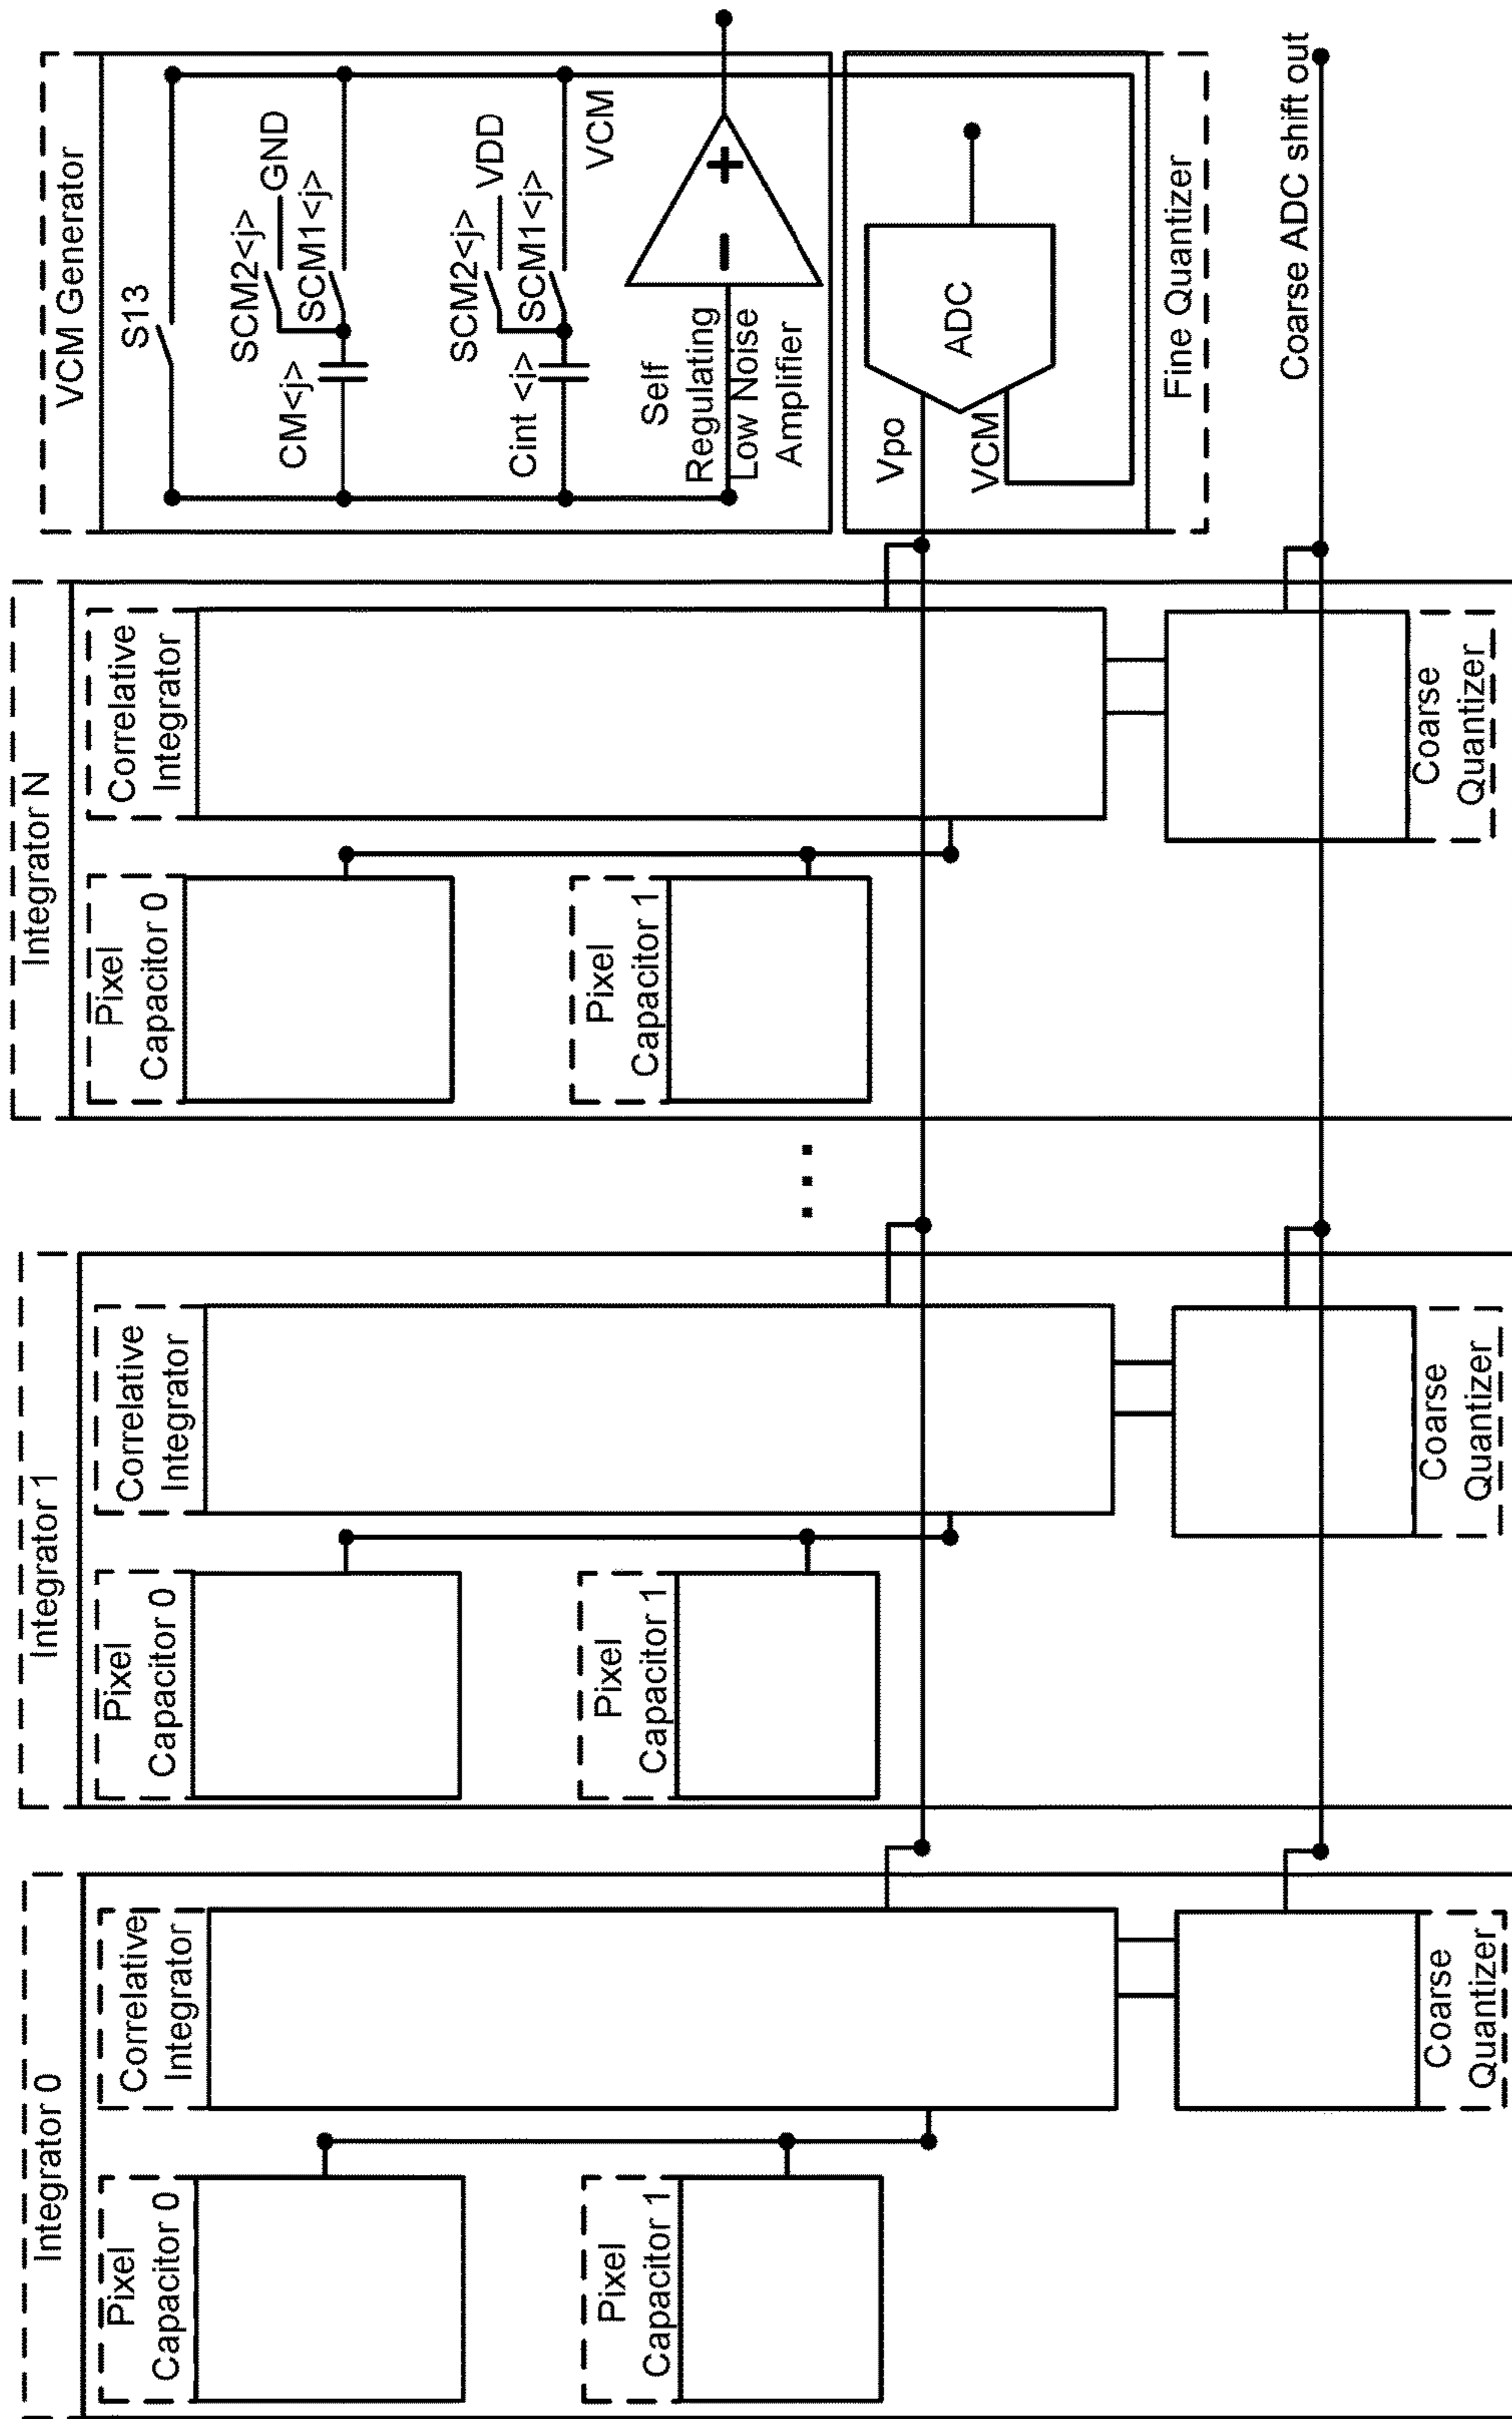 Integrator 0
Pixel
Capacitor 0
Pixel
Capacitor 1
Correlative
Integrator
Coarse
Quantizer
Integrator 1
Pixel
Capacitor 0
Pixel
Capacitor 1
Correlative
Integrator
Coarse
Quantizer
...
Integrator N
Pixel
Capacitor 0
Pixel
Capacitor 1
Correlative
Integrator
Coarse
Quantizer
VCM Generator
S13
SCM2<j>
GND
CM<j>
SCM1<j>
SCM2<j>
VDD
Cint <j>
SCM1<j>
VCM
Self
Regulating
Low Noise
Amplifier
− +
Vpo
ADC
VCM
Fine Quantizer
Coarse ADC shift out